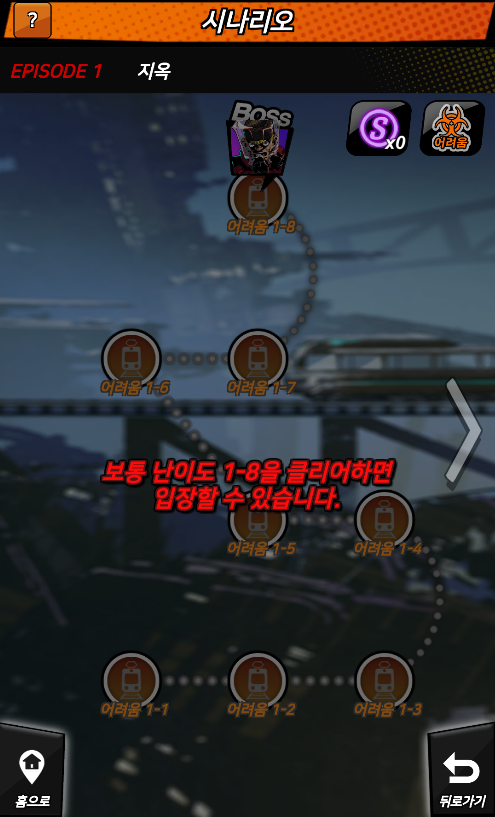 ?
시나리오
EPISODE 1 지옥
Boss
S x0
어려움
어려움 1-8
어려움 1-6
어려움 1-7
보통 난이도 1-8을 클리어하면
입장할 수 있습니다.
어려움 1-5
어려움 1-4
어려움 1-1
어려움 1-2
어려움 1-3
홈으로
뒤로가기